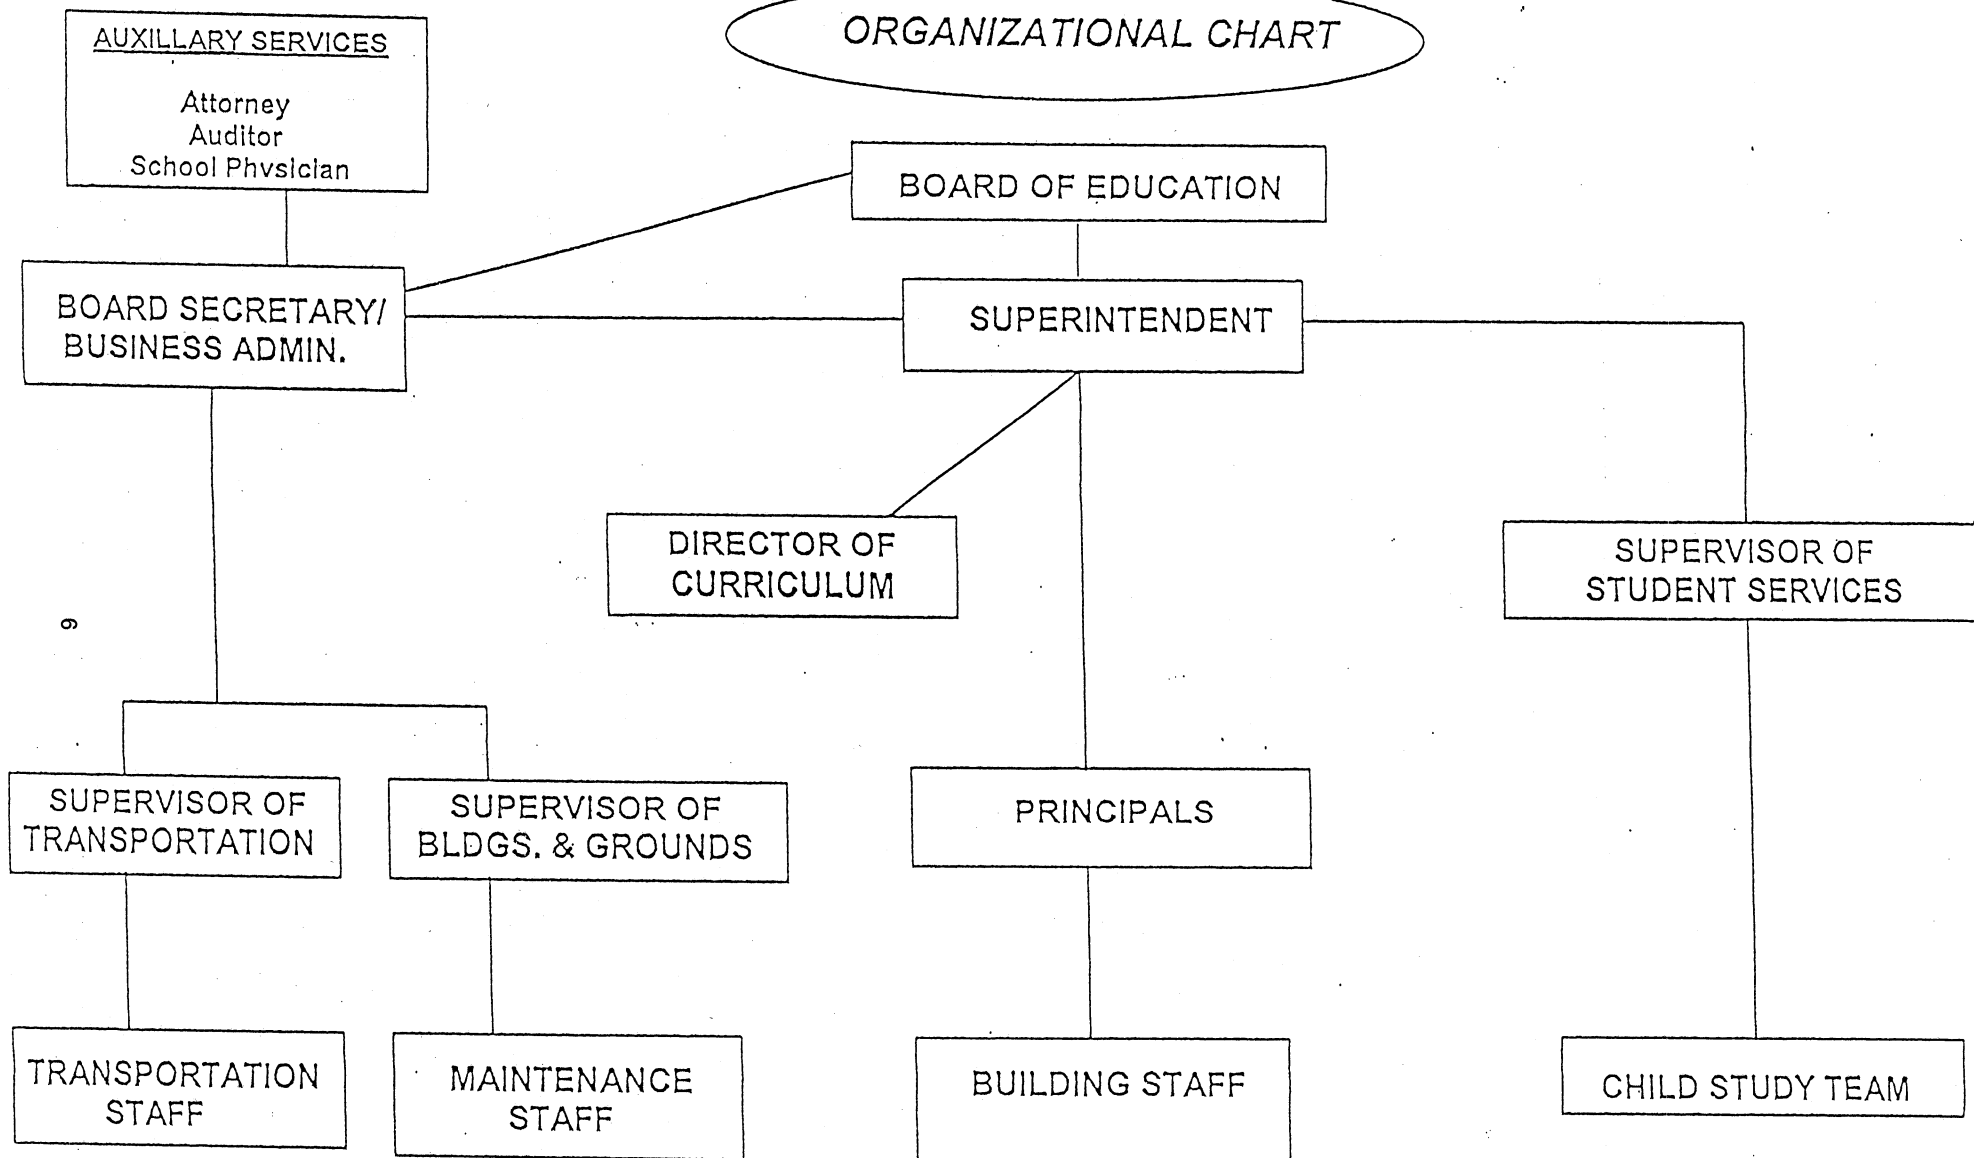 ORGANIZATIONAL CHART
AUXILLARY SERVICES
Attorney
Auditor
School Physician
BOARD OF EDUCATION
BOARD SECRETARY/
BUSINESS ADMIN.
SUPERINTENDENT
DIRECTOR OF
CURRICULUM
SUPERVISOR OF
STUDENT SERVICES
6
SUPERVISOR OF
TRANSPORTATION
SUPERVISOR OF
BLDGS. & GROUNDS
PRINCIPALS
TRANSPORTATION
STAFF
MAINTENANCE
STAFF
BUILDING STAFF
CHILD STUDY TEAM